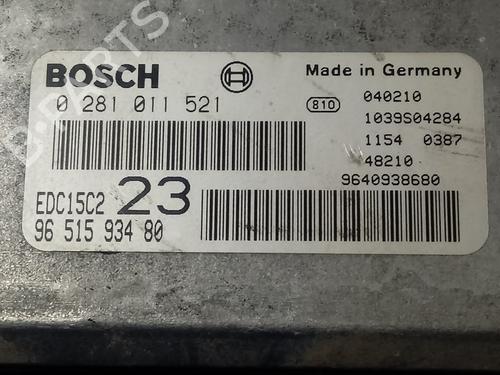 BOSCH
Made in Germany
0 281 011 521
810
040210
1039S04284
1154 0387
48210
9640938680
EDC15C2 23
96 515 934 80